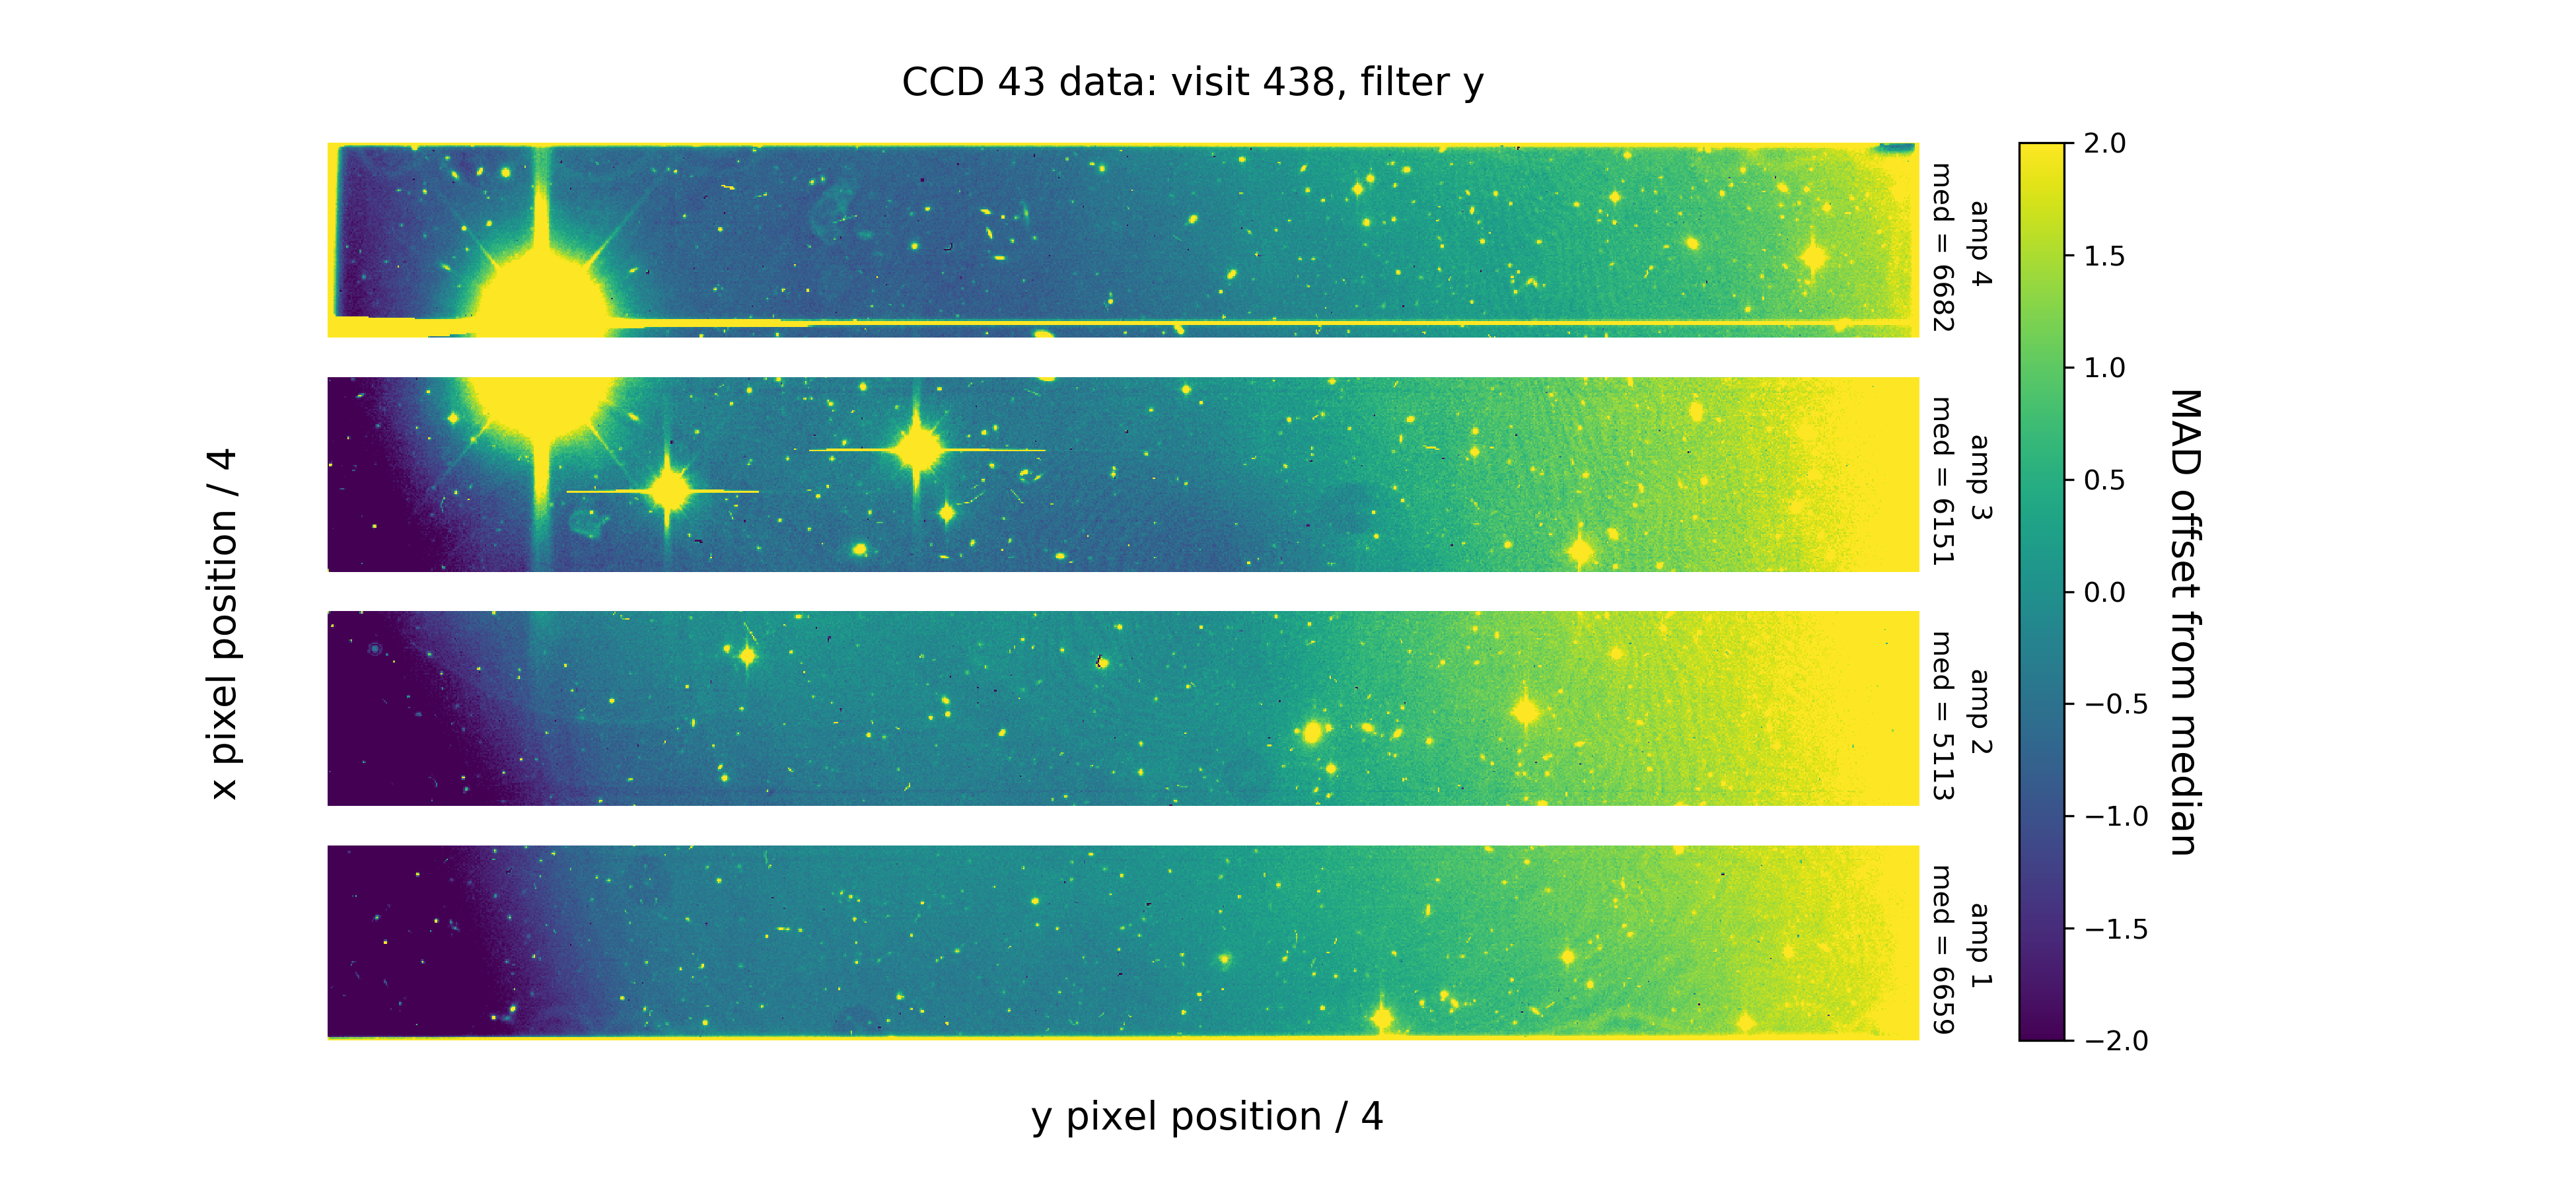 CCD 43 data: visit 438, filter y
x pixel position / 4
amp 4
med = 6682
amp 3
med = 6151
amp 2
med = 5113
amp 1
med = 6659
2.0
1.5
1.0
0.5
0.0
−0.5
−1.0
−1.5
−2.0
MAD offset from median
y pixel position / 4